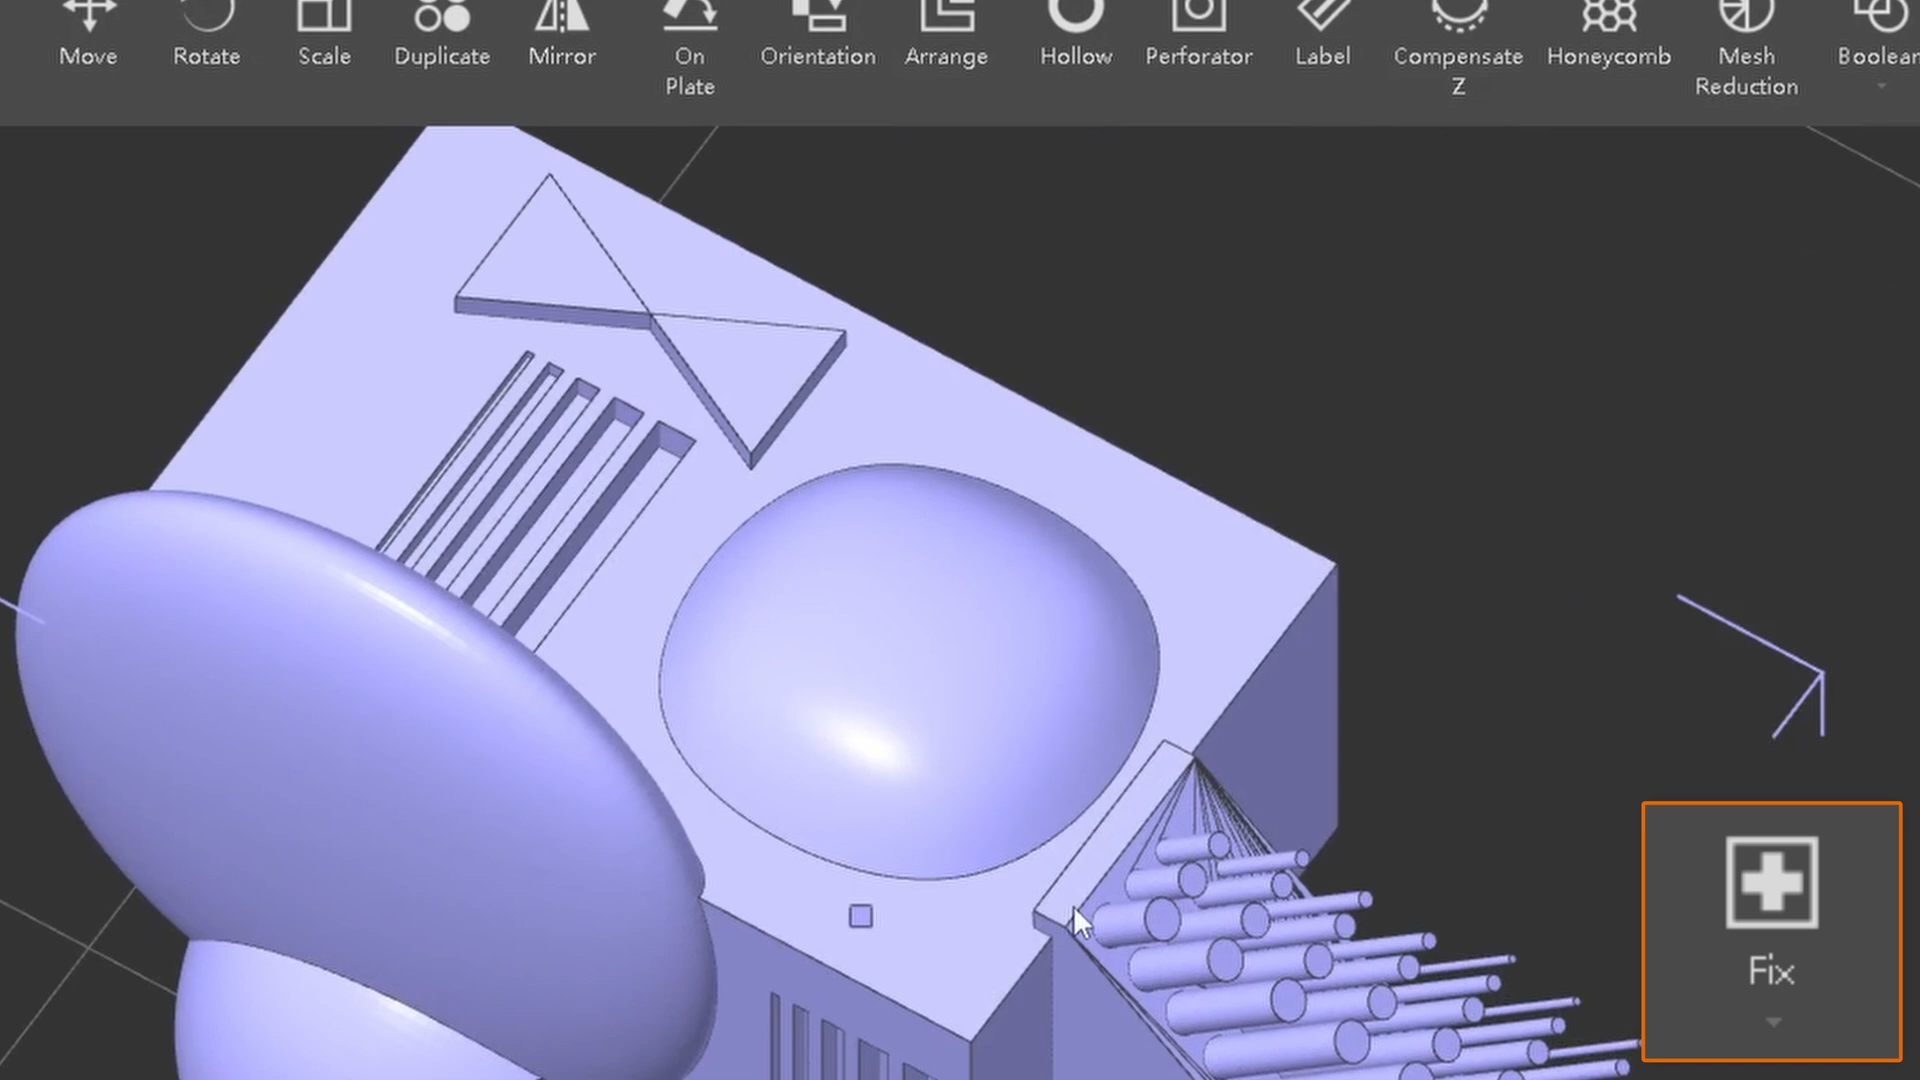 Move
Rotate
Scale
Duplicate
Mirror
On
Plate
Orientation
Arrange
Hollow
Perforator
Label
Compensate
Z
Honeycomb
Mesh
Reduction
Boolean
Fix